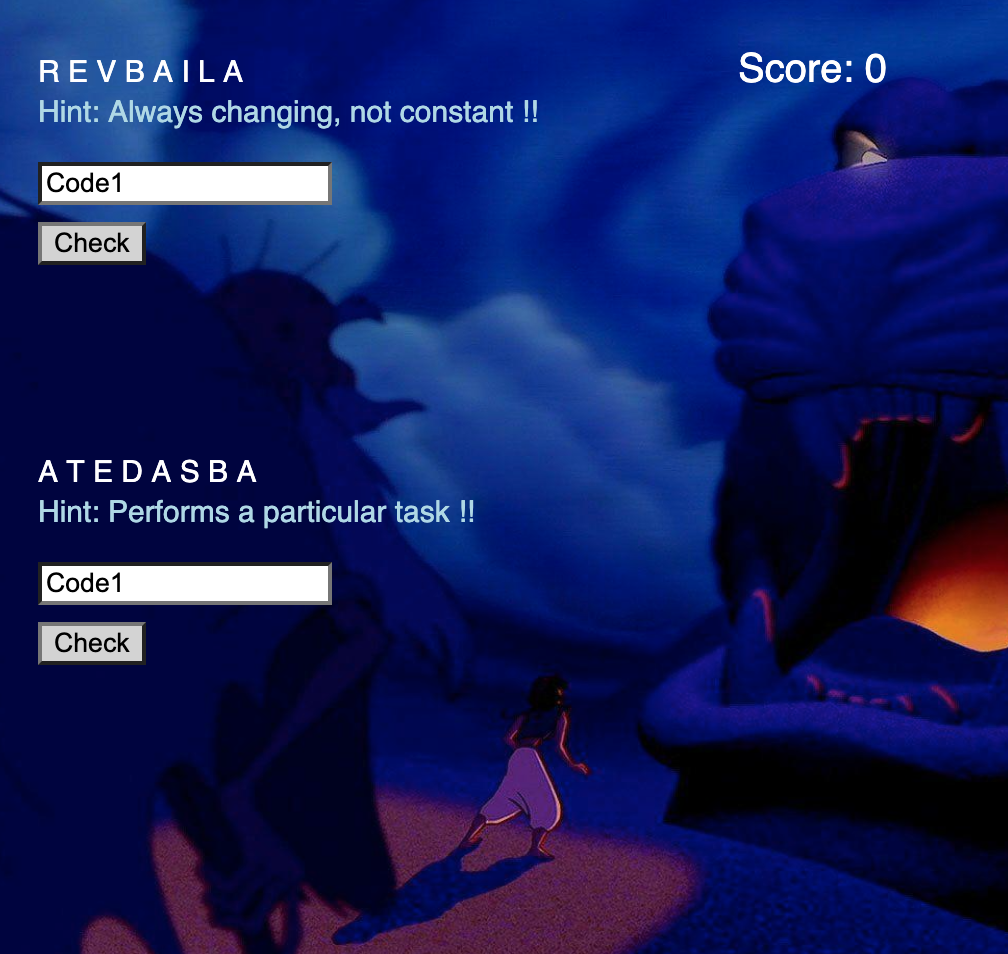 R E V B A I L A
Score: 0
Hint: Always changing, not constant !!
Code1
Check
A T E D A S B A
Hint: Performs a particular task !!
Code1
Check